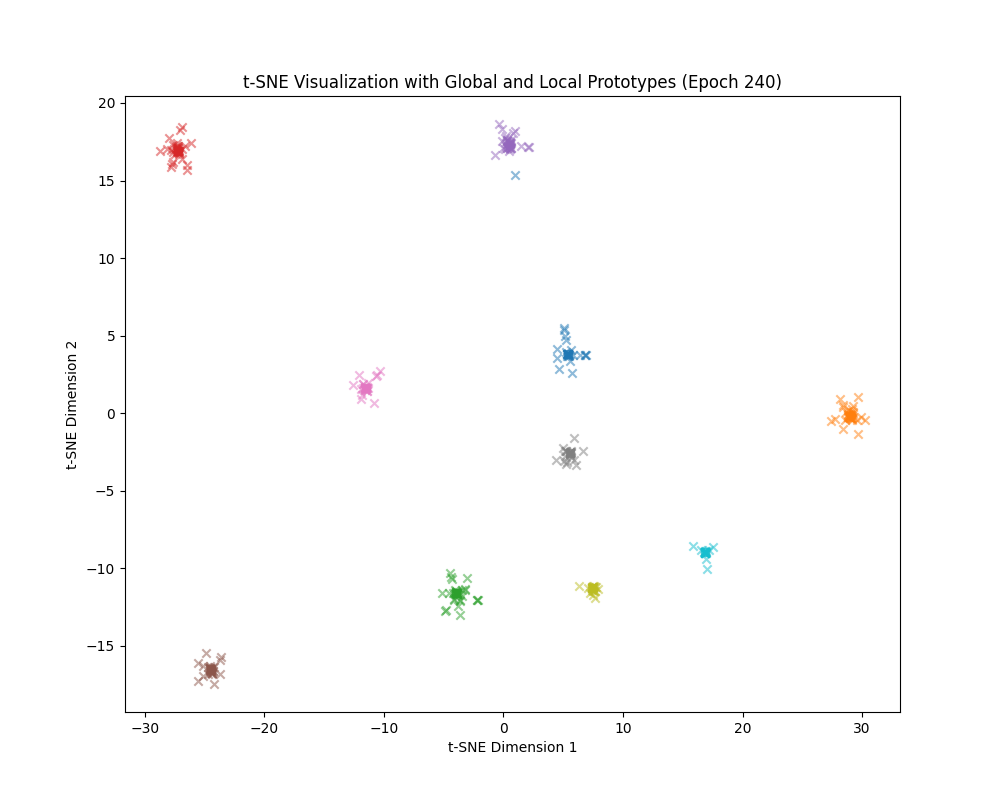 t-SNE Visualization with Global and Local Prototypes (Epoch 240)
20
15
10
5
0
−5
−10
−15
t-SNE Dimension 2
−30 −20 −10 0 10 20 30
t-SNE Dimension 1